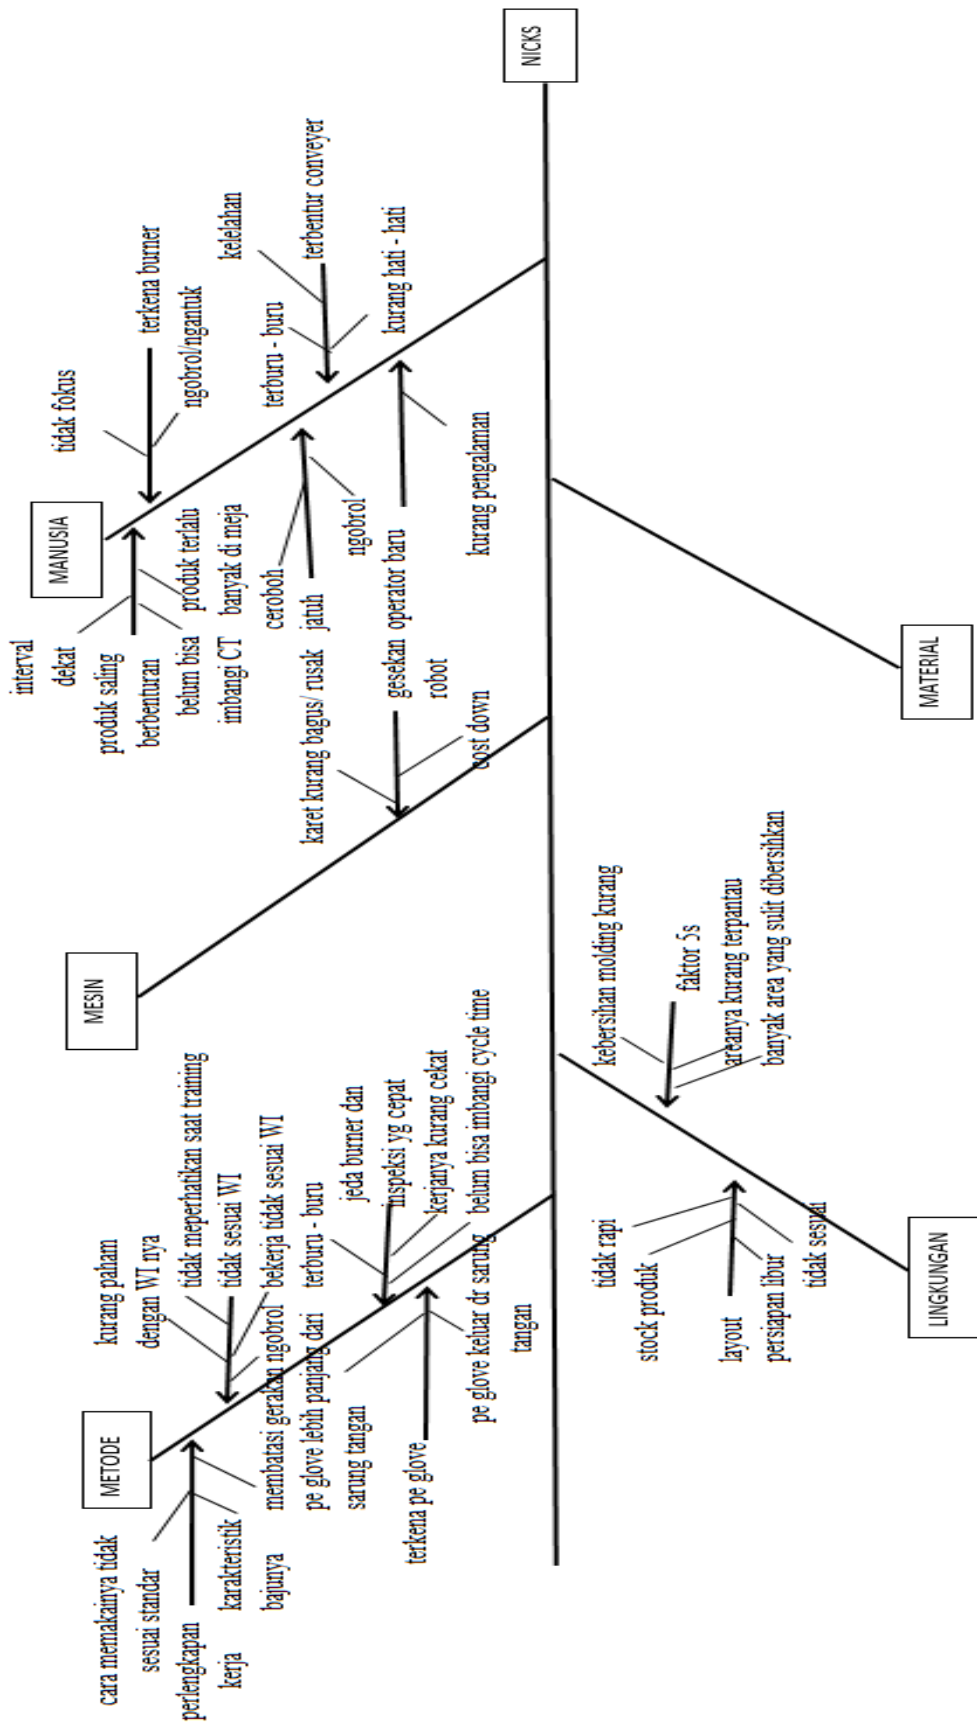 METODE
cara memakainya tidak
sesuai standar
perlengkapan
kerja
karakteristik
bajunya
membatasi gerakan
kurang paham
dengan WI nya
tidak meperhatikan saat training
tidak sesuai WI
bekerja tidak sesuai WI
ngobrol
terburu - buru
jeda burner dan
inspeksi yg cepat
kerjanya kurang cekat
belum bisa imbangi cycle time
pe glove lebih panjang dari
sarung tangan
terkena pe glove
pe glove keluar dr sarung
tangan
MESIN
karet kurang bagus/ rusak
gesekan
robot
cost down
MANUSIA
interval
dekat
produk saling
berbenturan
belum bisa
imbangi CT
produk terlalu
banyak di meja
tidak fokus
terkena burner
ngobrol/ngantuk
ceroboh
jatuh
ngobrol
kelelahan
terburu - buru
terbentur conveyer
kurang hati - hati
operator baru
kurang pengalaman
NICKS
LINGKUNGAN
tidak rapi
stock produk
layout
persiapan libur
tidak sesuai
kebersihan molding kurang
faktor 5s
areanya kurang terpantau
banyak area yang sulit dibersihkan
MATERIAL